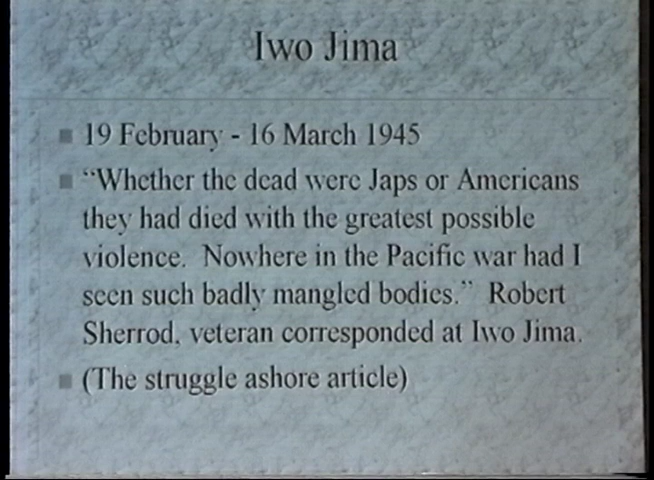 Iwo Jima
19 February - 16 March 1945
“Whether the dead were Japs or Americans
they had died with the greatest possible
violence.  Nowhere in the Pacific war had I
seen such badly mangled bodies.”  Robert
Sherrod, veteran corresponded at Iwo Jima.
(The struggle ashore article)